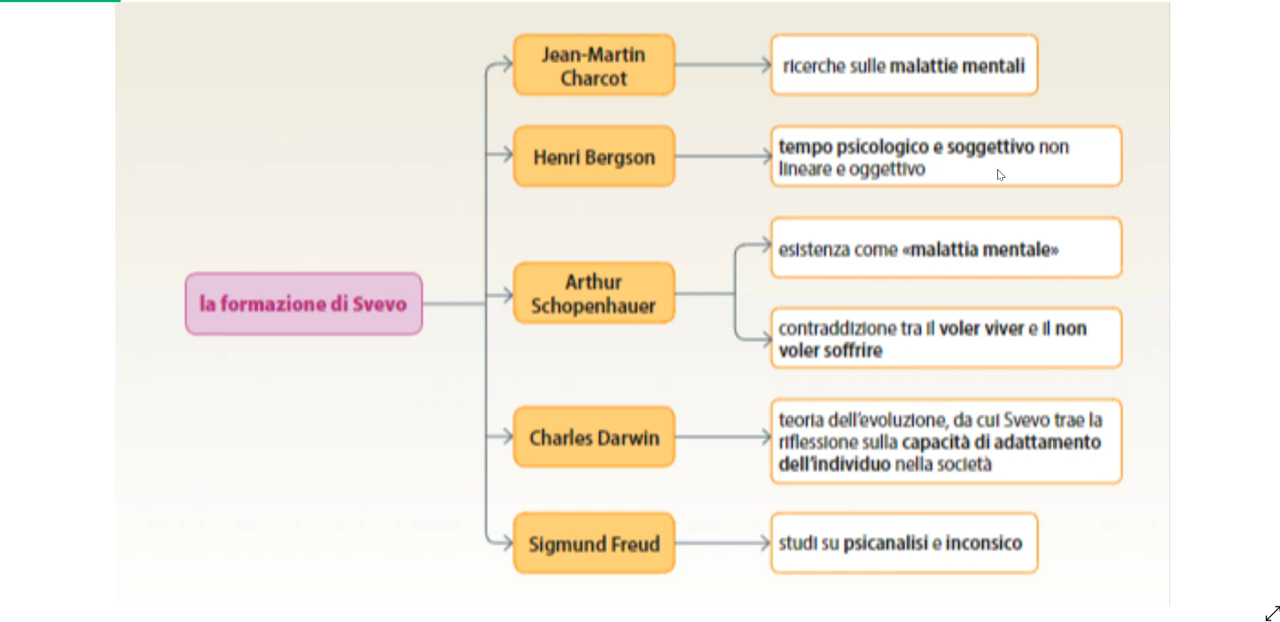 la formazione di Svevo
Jean-Martin
Charcot
ricerche sulle malattie mentali
Henri Bergson
tempo psicologico e soggettivo non
lineare e oggettivo
Arthur
Schopenhauer
esistenza come «malattia mentale»
contraddizione tra il voler viver e il non
voler soffrire
Charles Darwin
teoria dell'evoluzione, da cui Svevo trae la
riflessione sulla capacità di adattamento
dell'individuo nella società
Sigmund Freud
studi su psicanalisi e inconsico